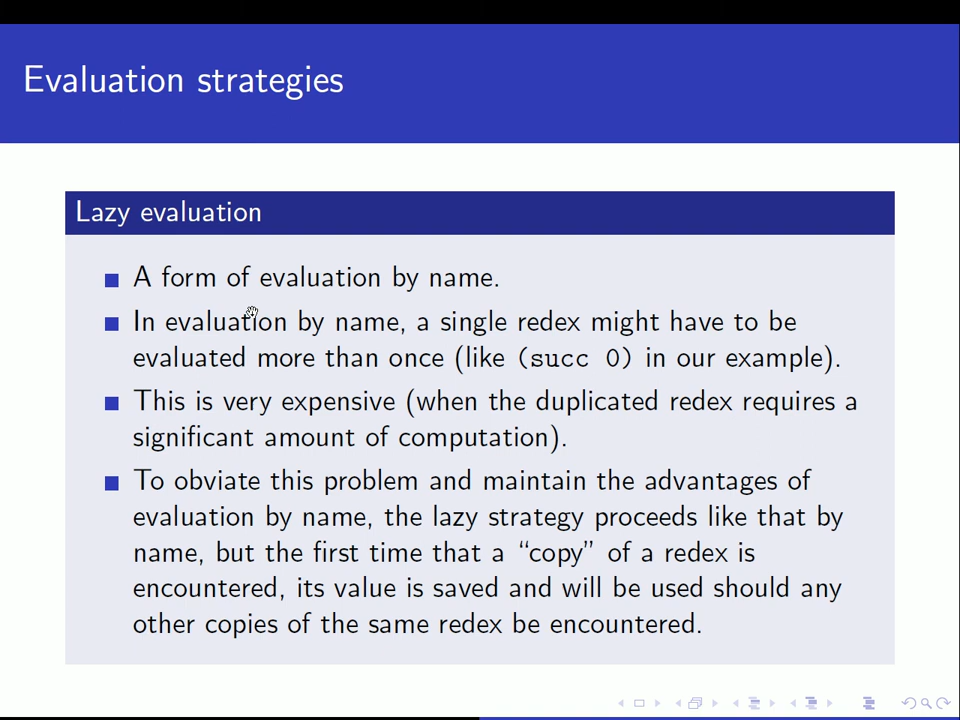 Evaluation strategies
Lazy evaluation
A form of evaluation by name.
In evaluation by name, a single redex might have to be
evaluated more than once (like (succ 0) in our example).
This is very expensive (when the duplicated redex requires a
significant amount of computation).
To obviate this problem and maintain the advantages of
evaluation by name, the lazy strategy proceeds like that by
name, but the first time that a “copy” of a redex is
encountered, its value is saved and will be used should any
other copies of the same redex be encountered.